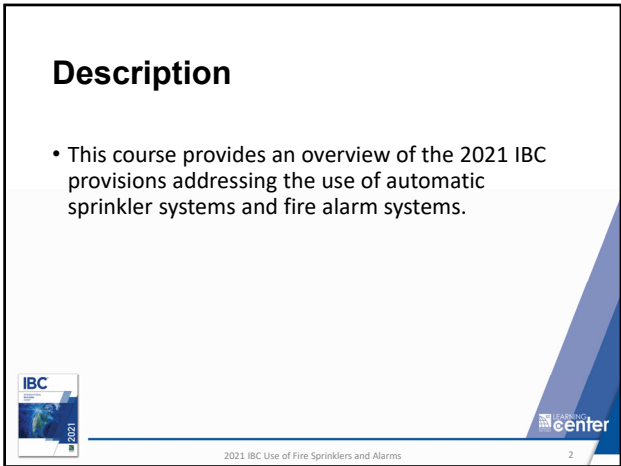 Description
• This course provides an overview of the 2021 IBC
provisions addressing the use of automatic
sprinkler systems and fire alarm systems.
IBC
2021
LEARNING
center
2021 IBC Use of Fire Sprinklers and Alarms
2